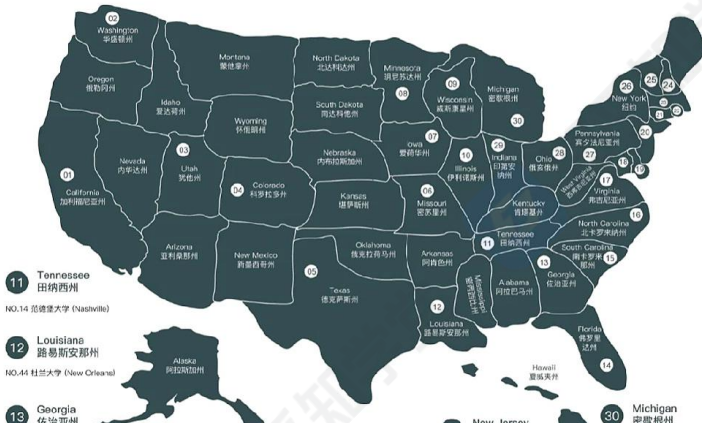 02
Washington
华盛顿州
Oregon
俄勒冈州
Idaho
爱达荷州
Montana
蒙他拿州
North Dakota
北达科达州
Minnesota
明尼苏达州
08
09
Wisconsin
威斯康星州
Michigan
密歇根州
30
26
25
24
New York
纽约
South Dakota
南达科他州
Wyoming
怀俄明州
Nebraska
内布拉斯加州
Iowa
爱荷华州
07
10
Illinois
伊利诺斯州
29
Indiana
印第安
纳州
Ohio
俄亥俄州
28
Pennsylvania
宾夕法尼亚州
27
20
18
19
West Virginia
17
Virginia
弗吉尼亚州
01
California
加利福尼亚州
Nevada
内华达州
03
Utah
犹他州
04
Colorado
科罗拉多州
Kansas
堪萨斯州
06
Missouri
密苏里州
Kentucky
肯塔基州
16
North Carolina
北卡罗来纳州
11
Tennessee
田纳西州
South Carolina
南卡罗来
那州
15
Arizona
亚利桑那州
New Mexico
新墨西哥州
Oklahoma
俄克拉荷马州
Arkansas
阿肯色州
05
Texas
德克萨斯州
12
Louisiana
路易斯安那州
Mississippi
Alabama
阿拉巴马州
13
Georgia
佐治亚州
Florida
佛罗里
达州
14
11
Tennessee
田纳西州
NO.14 范德堡大学 (Nashville)
12
Louisiana
路易斯安那州
NO.44 杜兰大学 (New Orleans)
13
Georgia
佐治亚州
Alaska
阿拉斯加州
Hawaii
夏威夷州
New Jersey
30
Michigan
密歇根州